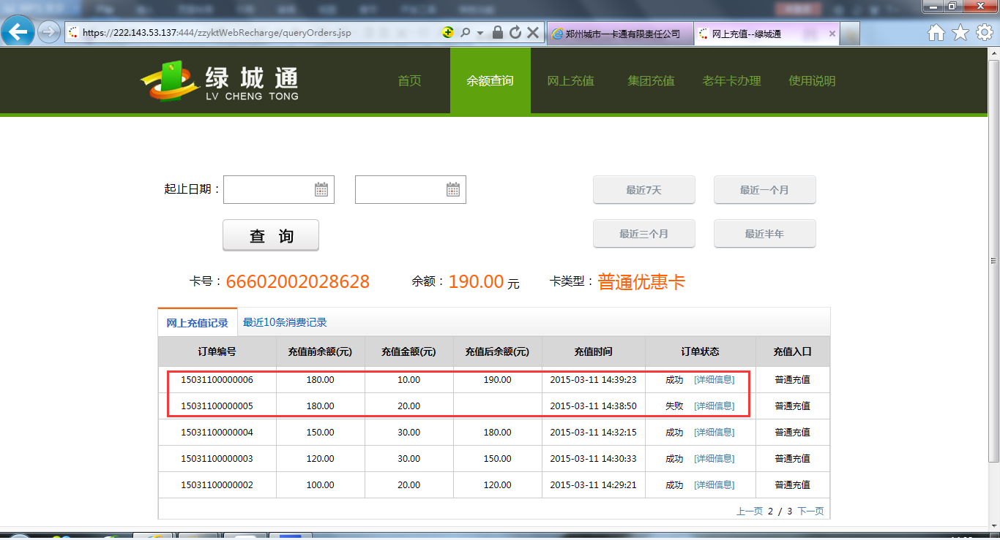 https://222.143.53.137:444/zzyktWebRecharge/queryOrders.jsp
郑州城市一卡通有限责任公司
网上充值--绿城通
绿城通
LV CHENG TONG
首页 余额查询 网上充值 集团充值 老年卡办理 使用说明
起止日期：
最近7天 最近一个月
查 询
最近三个月 最近半年
卡号：66602002028628 余额：190.00 元 卡类型：普通优惠卡
网上充值记录 最近10条消费记录
订单编号 充值前余额(元) 充值金额(元) 充值后余额(元) 充值时间 订单状态 充值入口
15031100000006 180.00 10.00 190.00 2015-03-11 14:39:23 成功 [详细信息] 普通充值
15031100000005 180.00 20.00 2015-03-11 14:38:50 失败 [详细信息] 普通充值
15031100000004 150.00 30.00 180.00 2015-03-11 14:32:15 成功 [详细信息] 普通充值
15031100000003 120.00 30.00 150.00 2015-03-11 14:30:33 成功 [详细信息] 普通充值
15031100000002 100.00 20.00 120.00 2015-03-11 14:29:21 成功 [详细信息] 普通充值
上一页 2 / 3 下一页